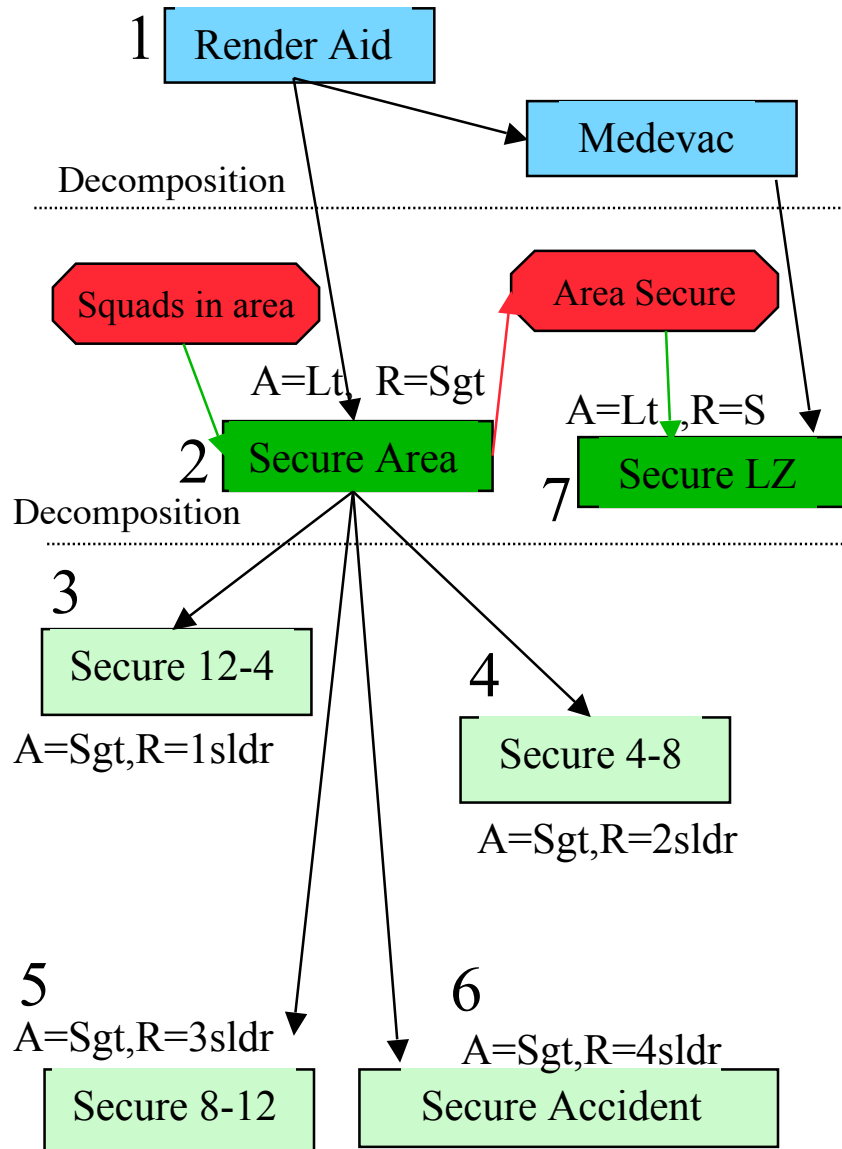 1
Render Aid
Medevac
Decomposition
Squads in area
Area Secure
A=Lt, R=Sgt
A=Lt ,R=S
2
Secure Area
7
Secure LZ
Decomposition
3
Secure 12-4
A=Sgt,R=1sldr
4
Secure 4-8
A=Sgt,R=2sldr
5
A=Sgt,R=3sldr
Secure 8-12
6
A=Sgt,R=4sldr
Secure Accident